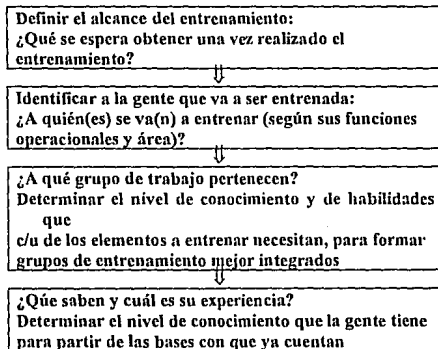 Definir el alcance del entrenamiento:
¿Qué se espera obtener una vez realizado el
entrenamiento?
Identificar a la gente que va a ser entrenada:
¿A quién(es) se va(n) a entrenar (según sus funciones
operacionales y área)?
¿A qué grupo de trabajo pertenecen?
Determinar el nivel de conocimiento y de habilidades
que
c/u de los elementos a entrenar necesitan, para formar
grupos de entrenamiento mejor integrados
¿Qúe saben y cuál es su experiencia?
Determinar el nivel de conocimiento que la gente tiene
para partir de las bases con que ya cuentan